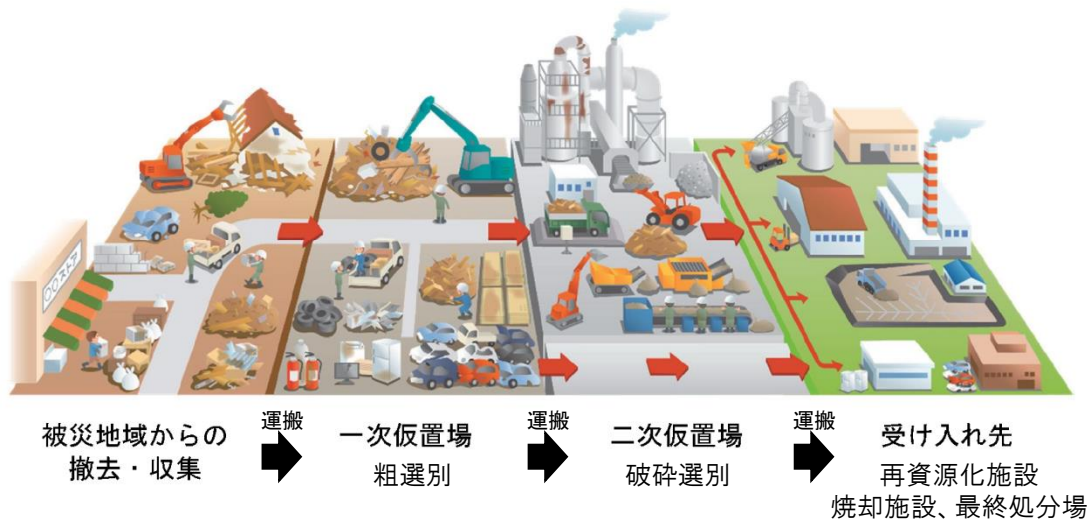 〇〇ストア
被災地域からの
撤去・収集
運搬
一次仮置場
粗選別
運搬
二次仮置場
破砕選別
運搬
受け入れ先
再資源化施設
焼却施設、最終処分場